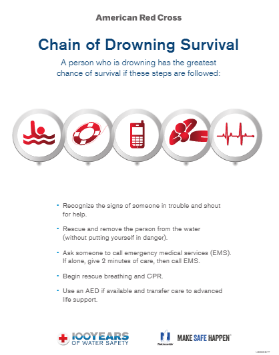 American Red Cross
Chain of Drowning Survival
A person who is drowning has the greatest
chance of survival if these steps are followed:
• Recognize the signs of someone in trouble and shout
for help.
• Rescue and remove the person from the water
(without putting yourself in danger).
• Ask someone to call emergency medical services (EMS).
If alone, give 2 minutes of care, then call EMS.
• Begin rescue breathing and CPR.
• Use an AED if available and transfer care to advanced
life support.
100YEARS
OF WATER SAFETY
Nationwide
MAKE SAFE HAPPEN